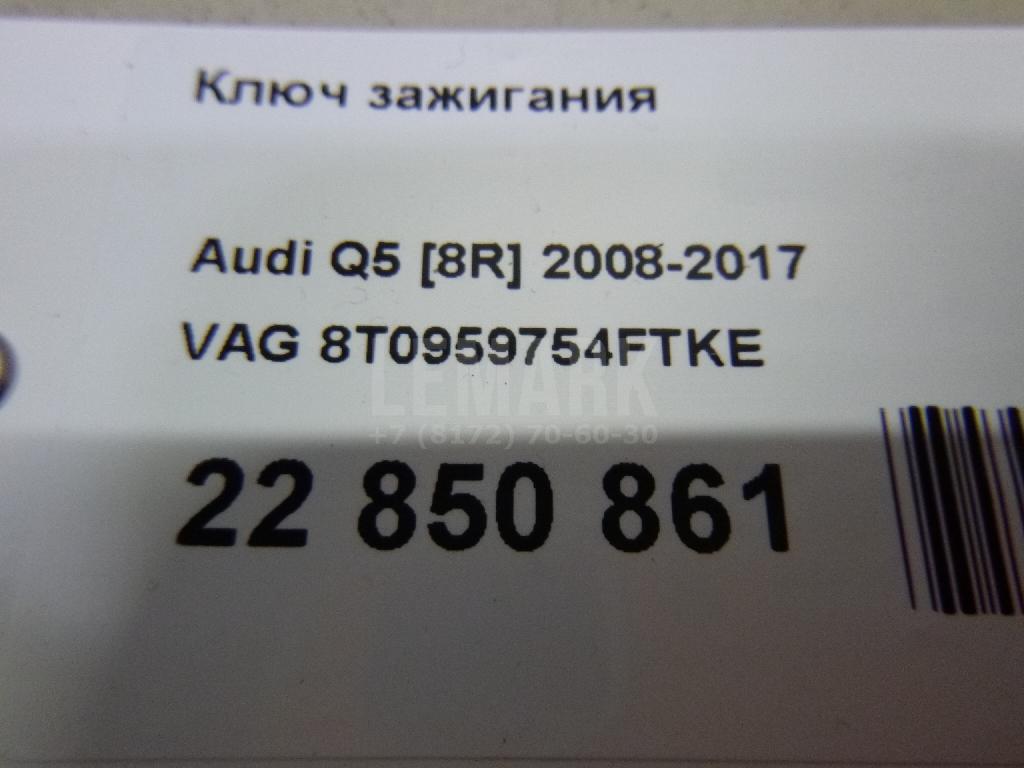 Ключ зажигания
Audi Q5 [8R] 2008-2017
VAG 8T0959754FTKE
LEMARK
+7 (8172) 70-60-30
22 850 861